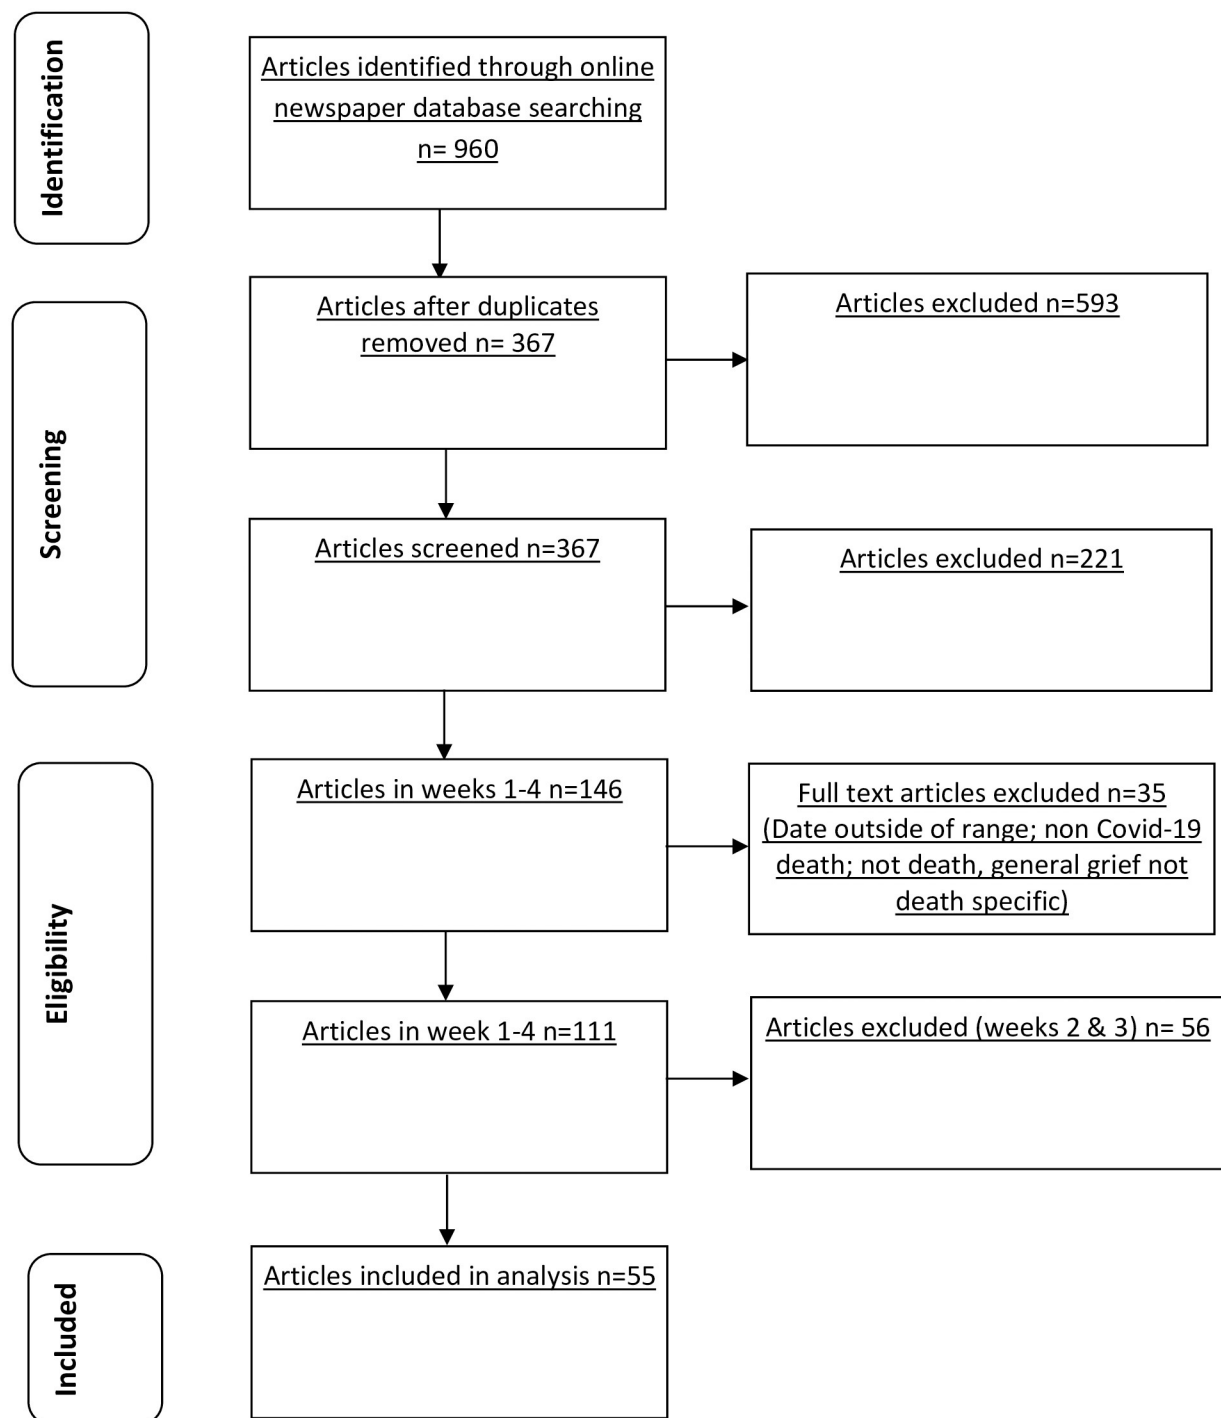 Identification
Articles identified through online
newspaper database searching
n= 960
Screening
Articles after duplicates
removed n= 367
Articles excluded n=593
Articles screened n=367
Articles excluded n=221
Eligibility
Articles in weeks 1-4 n=146
Full text articles excluded n=35
(Date outside of range; non Covid-19
death; not death, general grief not
death specific)
Articles in week 1-4 n=111
Articles excluded (weeks 2 & 3) n= 56
Included
Articles included in analysis n=55